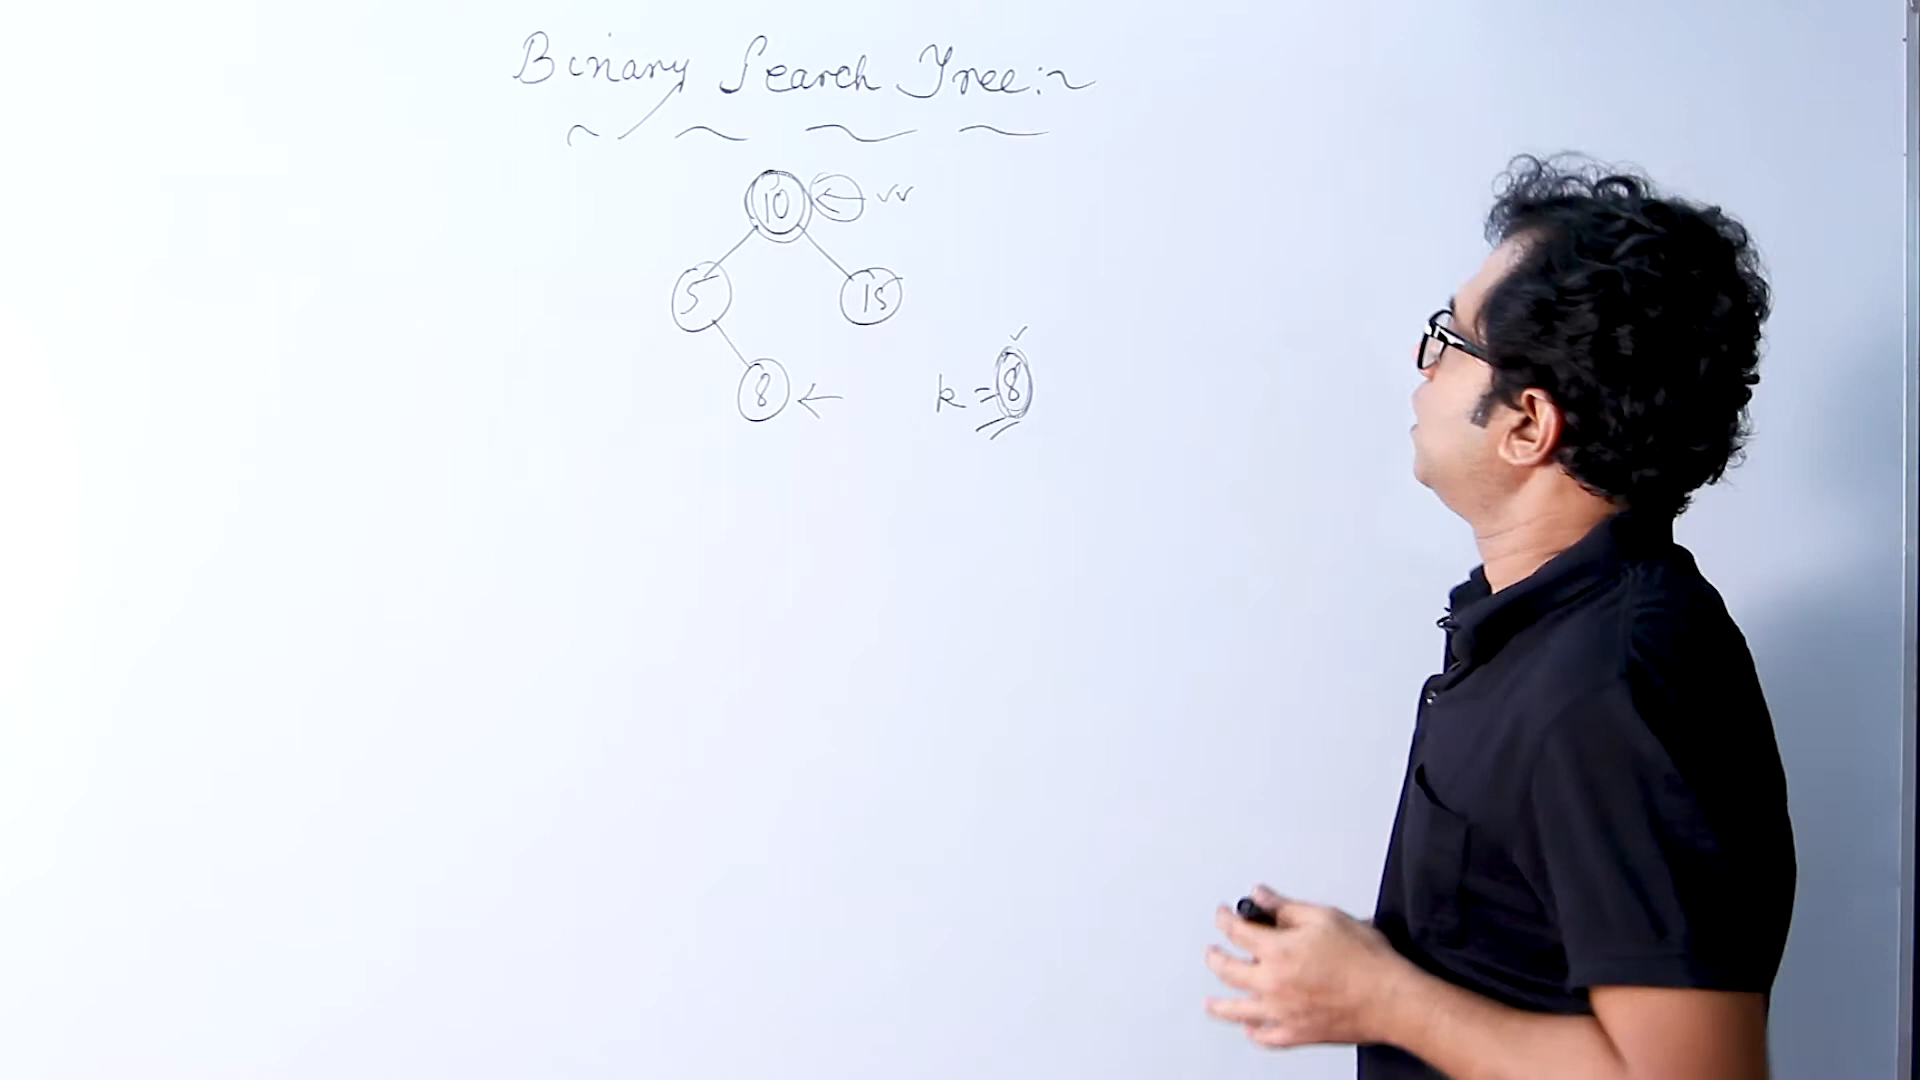 Binary Search Tree:~
10 ← ✓✓
5 15
8 ← k = 8 ✓